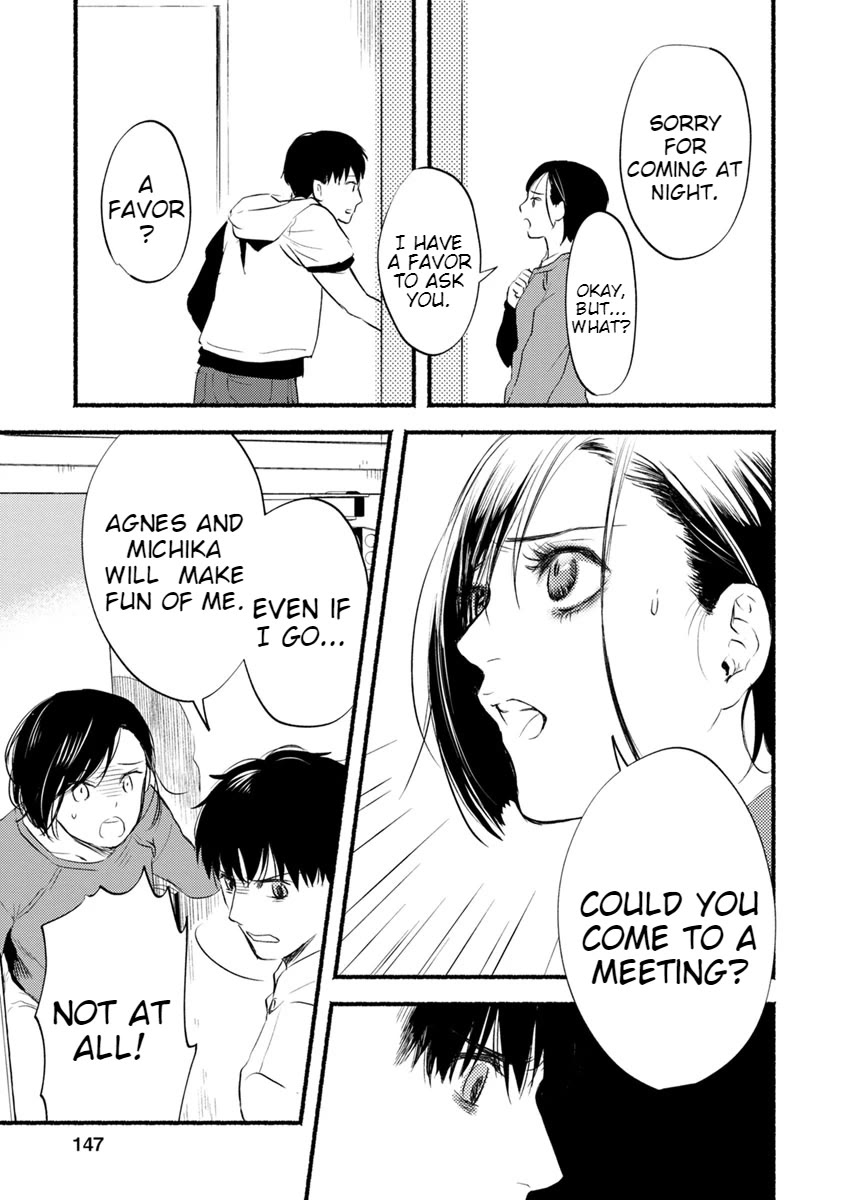 SORRY
FOR
COMING AT
NIGHT.
OKAY,
BUT...
WHAT?
I HAVE
A FAVOR
TO ASK
YOU.
A
FAVOR
?
COULD YOU
COME TO A
MEETING?
EVEN IF
I GO...
AGNES AND
MICHIKA
WILL MAKE
FUN OF ME.
NOT AT
ALL!
147